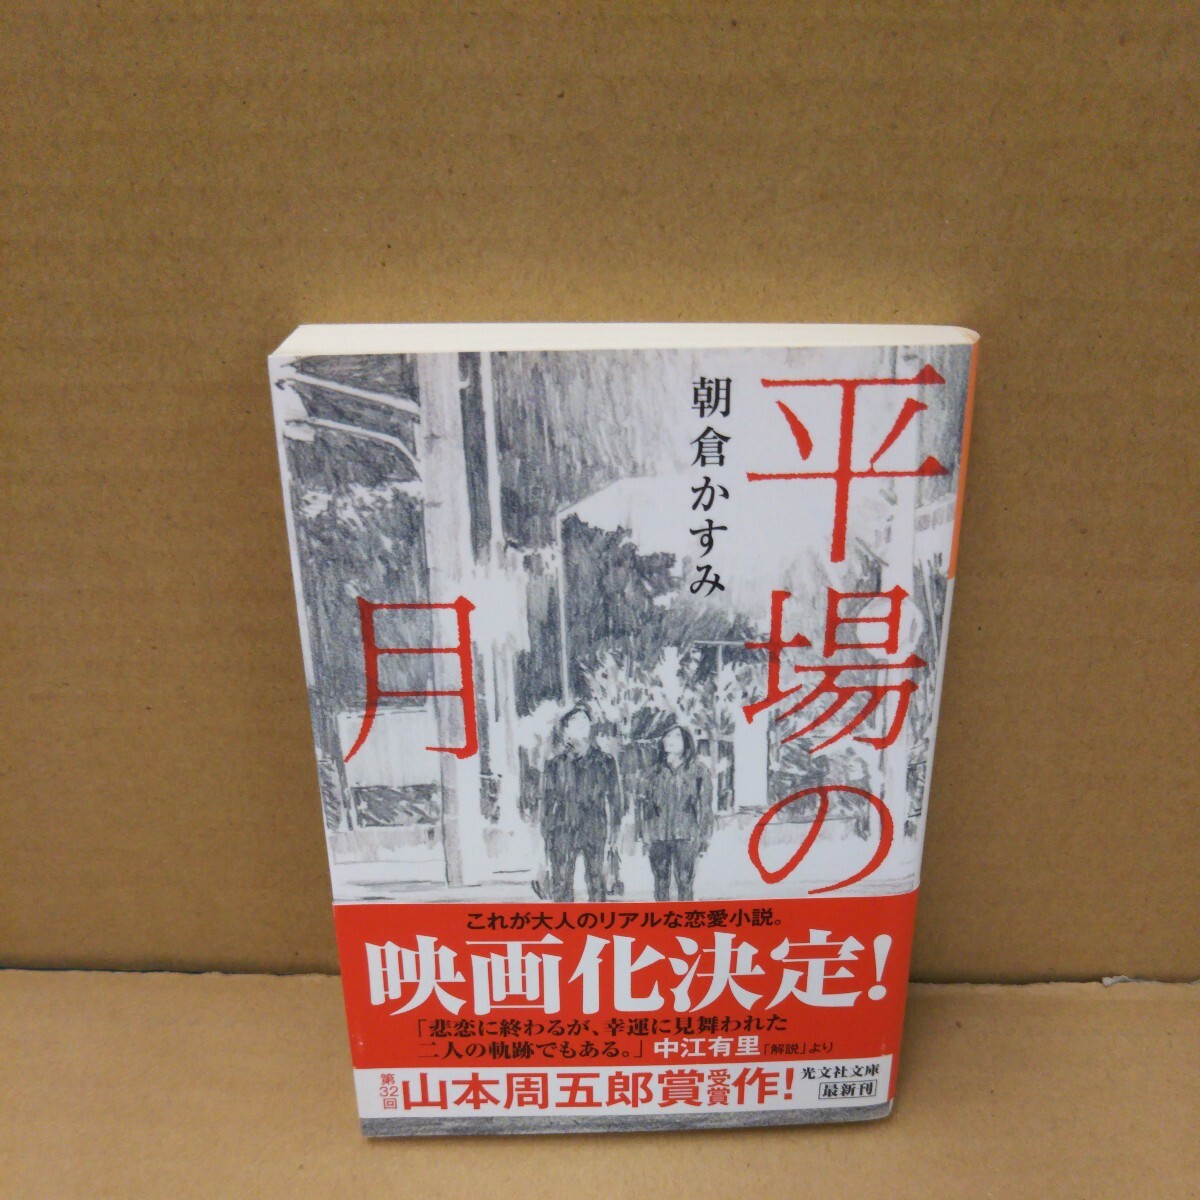 平場の
月
朝倉かすみ
これが大人のリアルな恋愛小説。
映画化決定!
「悲恋に終わるが、幸運に見舞われた
二人の軌跡でもある。」中江有里「解説」より
第32回山本周五郎賞受賞作!
光文社文庫
最新刊